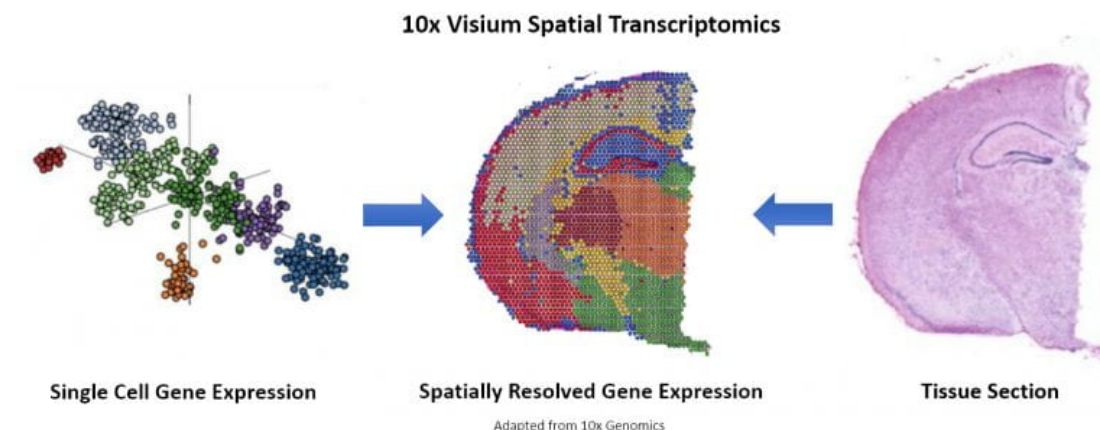 10x Visium Spatial Transcriptomics
Single Cell Gene Expression
Spatially Resolved Gene Expression
Tissue Section
Adapted from 10x Genomics